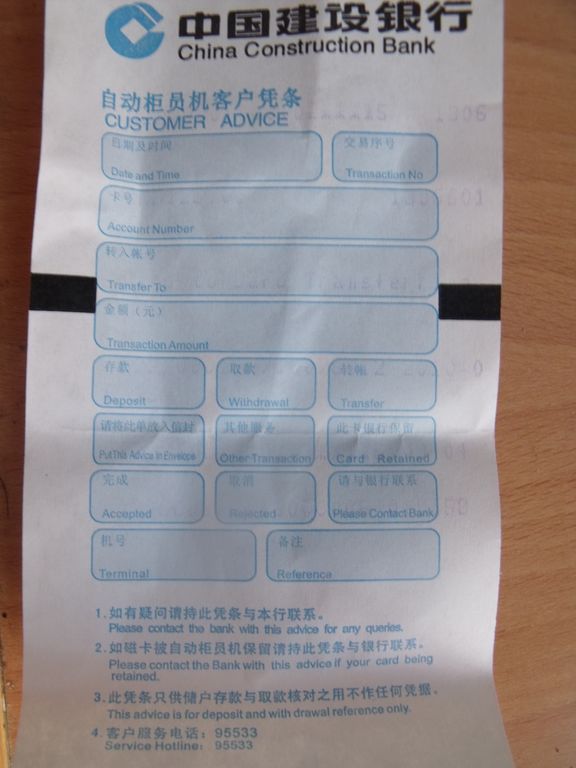 中国建设银行
China Construction Bank
自动柜员机客户凭条
CUSTOMER ADVICE
日期及时间 交易序号
Date and Time Transaction No
卡号
Account Number
转入帐号
Transfer To
金额（元）
Transaction Amount
存款 取款 转帐
Deposit Withdrawal Transfer
请将此单放入信封 其他服务 此卡银行保留
Put This Advice in Envelope Other Transaction Card Retained
完成 取消 请与银行联系
Accepted Rejected Please Contact Bank
机号 备注
Terminal Reference
1.如有疑问请持此凭条与本行联系。
Please contact the bank with this advice for any queries.
2.如磁卡被自动柜员机保留请持此凭条与银行联系。
Please contact the Bank with this advice if your card being
retained.
3.此凭条只供储户存款与取款核对之用不作任何凭据。
This advice is for deposit and with drawal reference only.
4.客户服务电话：95533
Service Hotline：95533